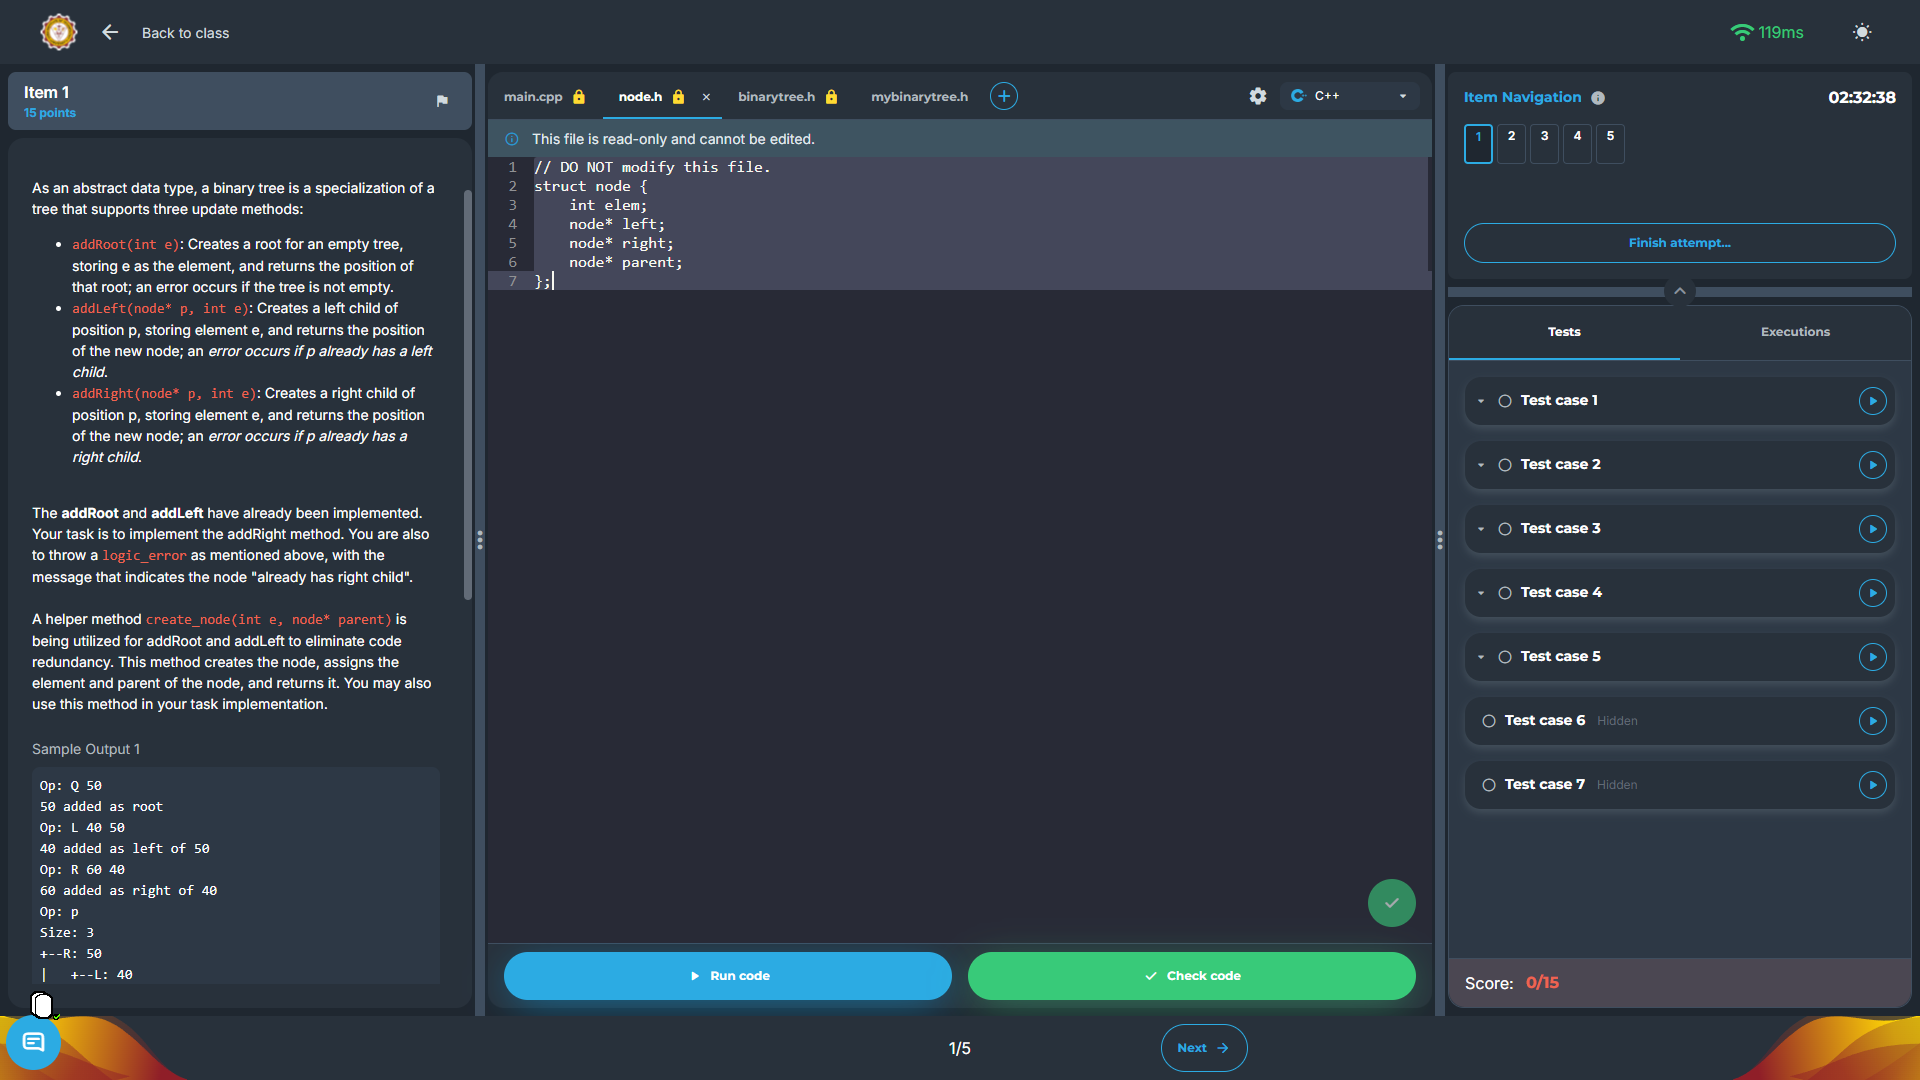 Back to class
119ms
Item 1
15 points
As an abstract data type, a binary tree is a specialization of a
tree that supports three update methods:
• addRoot(int e): Creates a root for an empty tree,
storing e as the element, and returns the position of
that root; an error occurs if the tree is not empty.
• addLeft(node* p, int e): Creates a left child of
position p, storing element e, and returns the position
of the new node; an error occurs if p already has a left
child.
• addRight(node* p, int e): Creates a right child of
position p, storing element e, and returns the position
of the new node; an error occurs if p already has a
right child.
The addRoot and addLeft have already been implemented.
Your task is to implement the addRight method. You are also
to throw a logic_error as mentioned above, with the
message that indicates the node "already has right child".
A helper method create_node(int e, node* parent) is
being utilized for addRoot and addLeft to eliminate code
redundancy. This method creates the node, assigns the
element and parent of the node, and returns it. You may also
use this method in your task implementation.
Sample Output 1
Op: Q 50
50 added as root
Op: L 40 50
40 added as left of 50
Op: R 60 40
60 added as right of 40
Op: p
Size: 3
+--R: 50
|   +--L: 40
main.cpp
node.h
binarytree.h
mybinarytree.h
C++
This file is read-only and cannot be edited.
1 // DO NOT modify this file.
2 struct node {
3     int elem;
4     node* left;
5     node* right;
6     node* parent;
7 };
Run code
Check code
Item Navigation
02:32:38
1 2 3 4 5
Finish attempt...
Tests
Executions
Test case 1
Test case 2
Test case 3
Test case 4
Test case 5
Test case 6 Hidden
Test case 7 Hidden
Score: 0/15
1/5
Next